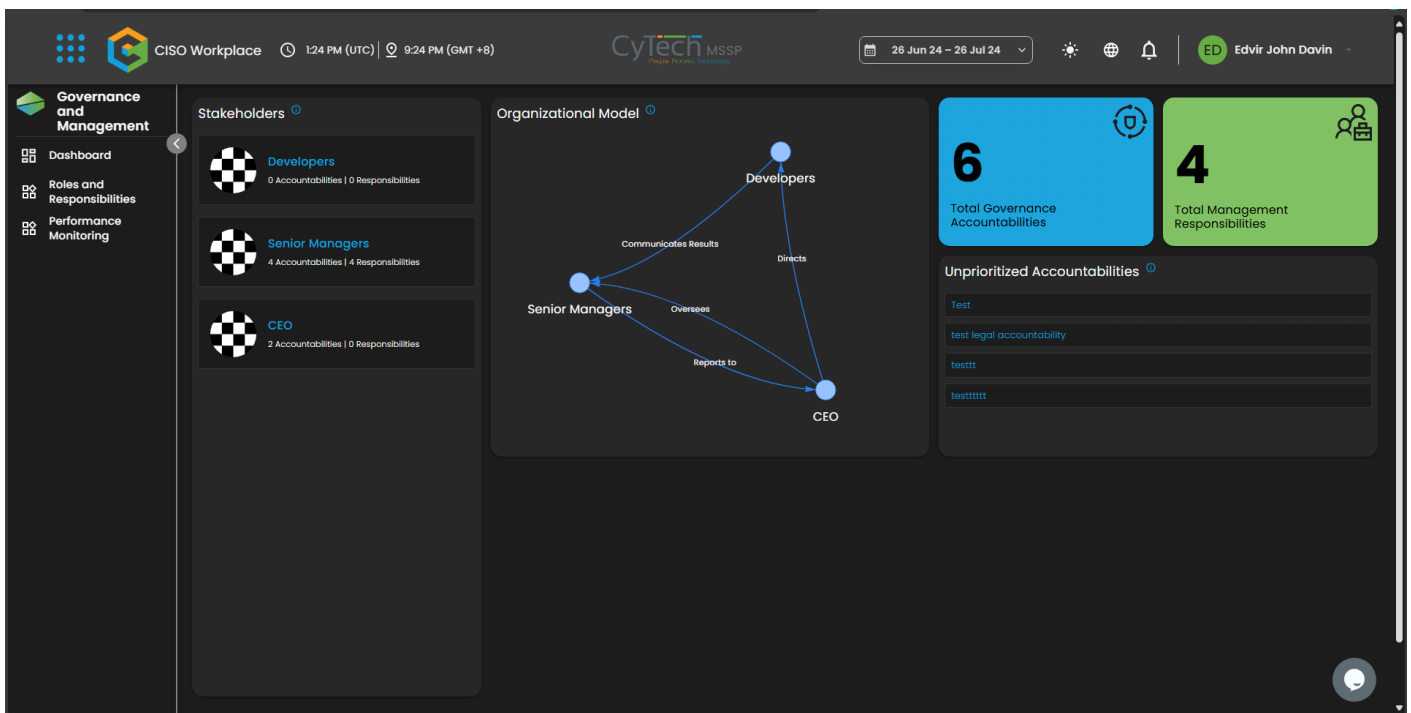 CISO Workplace
1:24 PM (UTC)
9:24 PM (GMT +8)
CyTech MSSP
People Process Technology
26 Jun 24 – 26 Jul 24
ED
Edvir John Davin
Governance
and
Management
Dashboard
Roles and
Responsibilities
Performance
Monitoring
Stakeholders
Developers
0 Accountabilities | 0 Responsibilities
Senior Managers
4 Accountabilities | 4 Responsibilities
CEO
2 Accountabilities | 0 Responsibilities
Organizational Model
Developers
Communicates Results
Directs
Senior Managers
Oversees
Reports to
CEO
6
Total Governance
Accountabilities
4
Total Management
Responsibilities
Unprioritized Accountabilities
Test
test legal accountability
testtt
testttttt